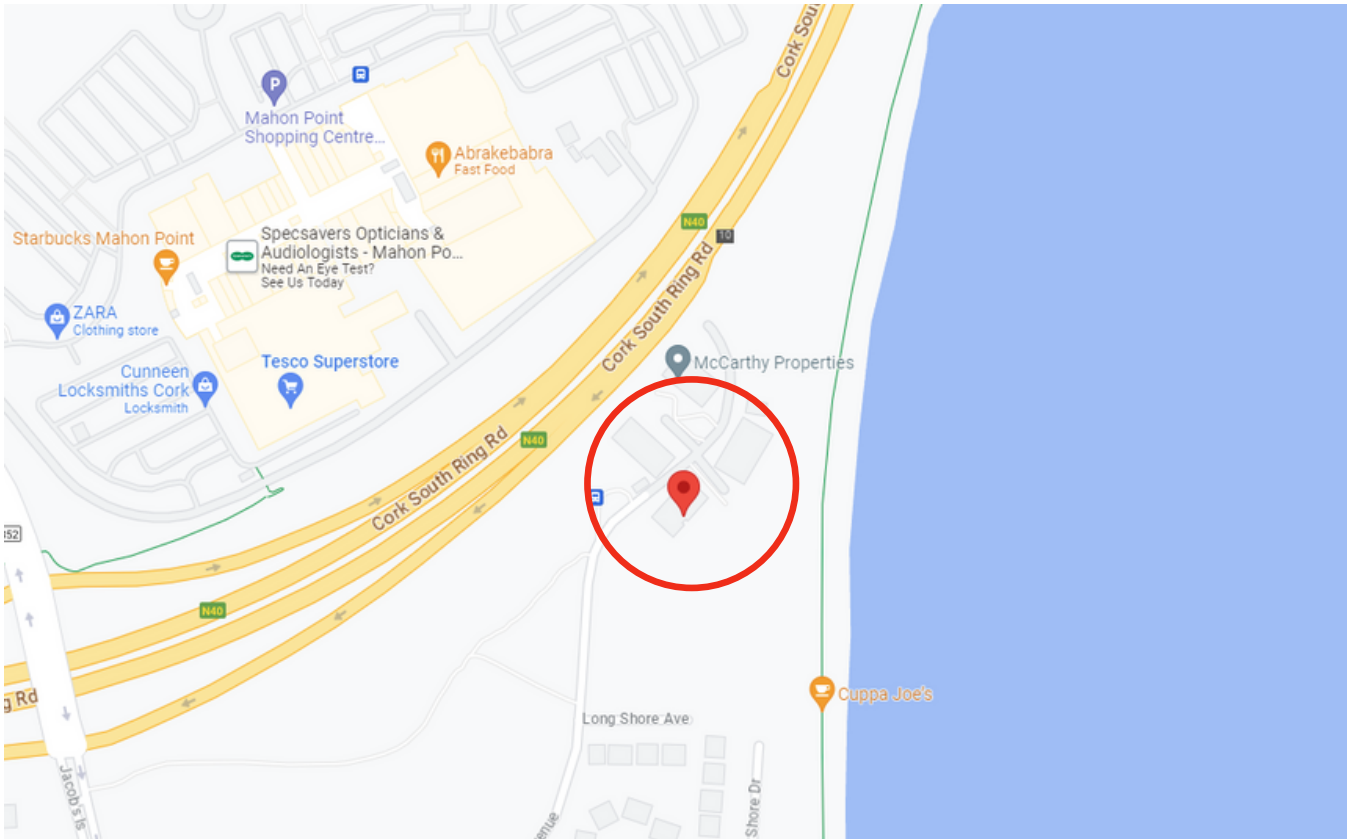 Cork Sou
P
Mahon Point
Shopping Centre...
Abrakebabra
Fast Food
Starbucks Mahon Point
Specsavers Opticians &
Audiologists - Mahon Po...
Need An Eye Test?
See Us Today
N40
10
Cork South Ring Rd
ZARA
Clothing store
Cunneen
Locksmiths Cork
Locksmith
Tesco Superstore
McCarthy Properties
N40
Cork South Ring Rd
N40
g Rd
Cuppa Joe's
Long Shore Ave
Jacob's Is
enue
Shore Dr